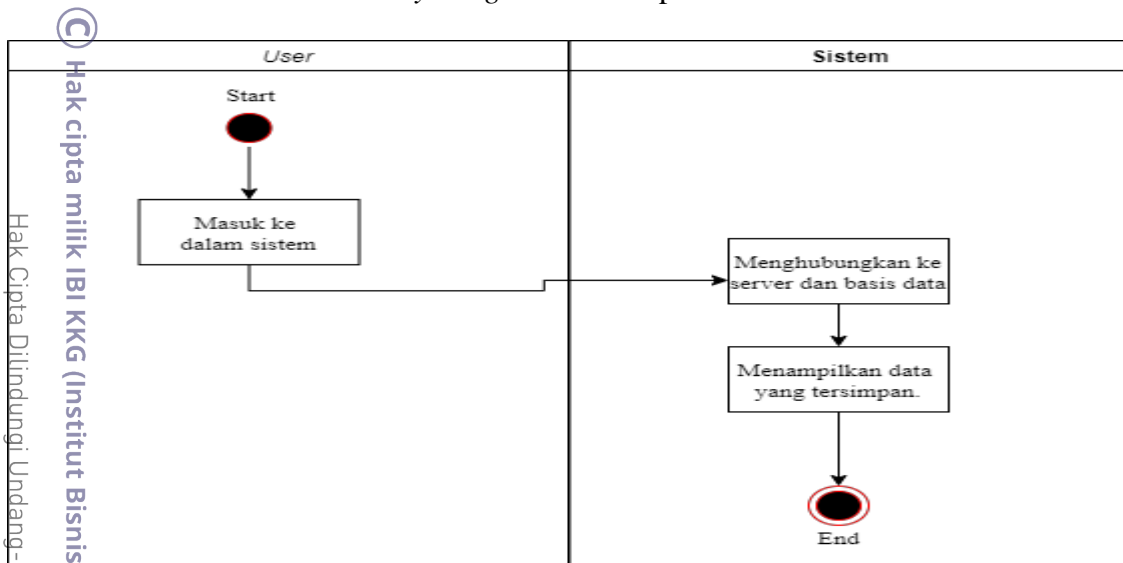 User
Sistem
Start
Masuk ke
dalam sistem
Menghubungkan ke
server dan basis data
Menampilkan data
yang tersimpan.
End
© Hak cipta milik IBI KKG (Institut Bisnis
Hak Cipta Dilindungi Undang-